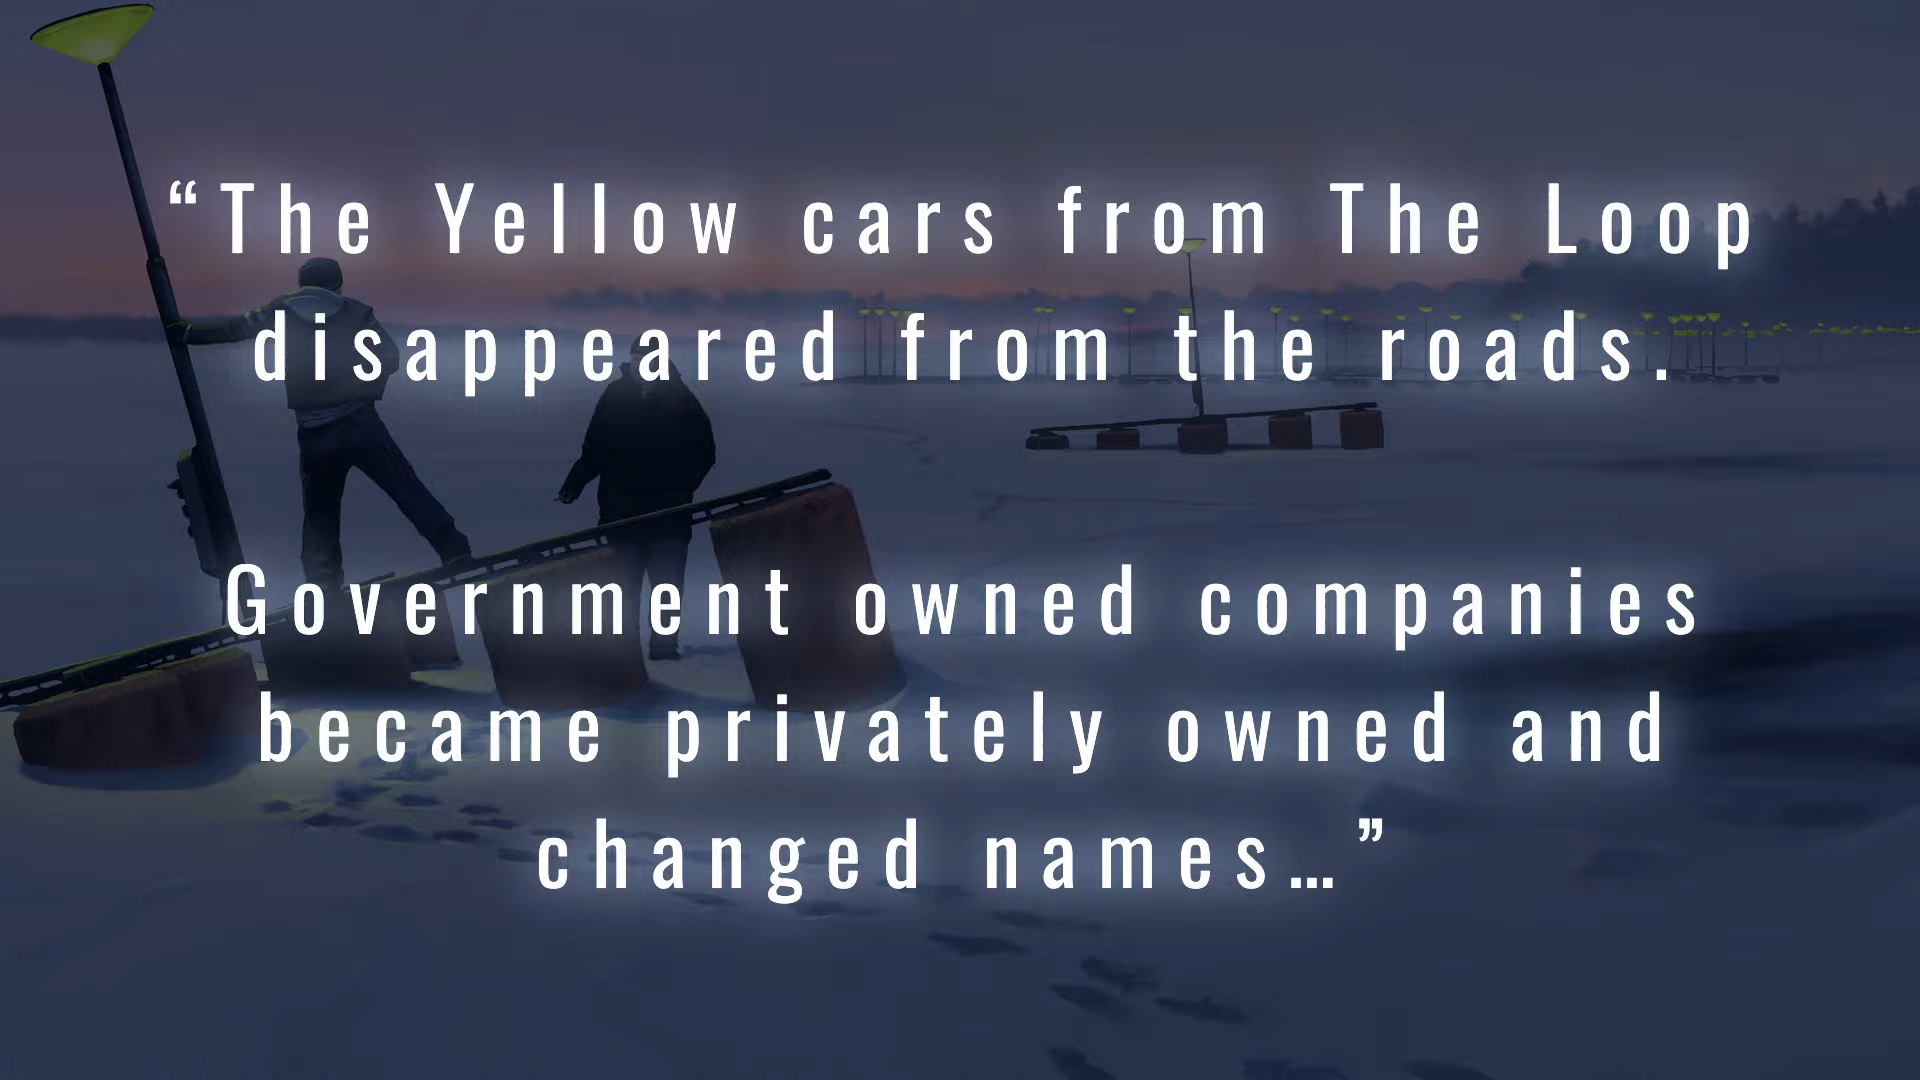 “The Yellow cars from The Loop
disappeared from the roads.
Government owned companies
became privately owned and
changed names…”